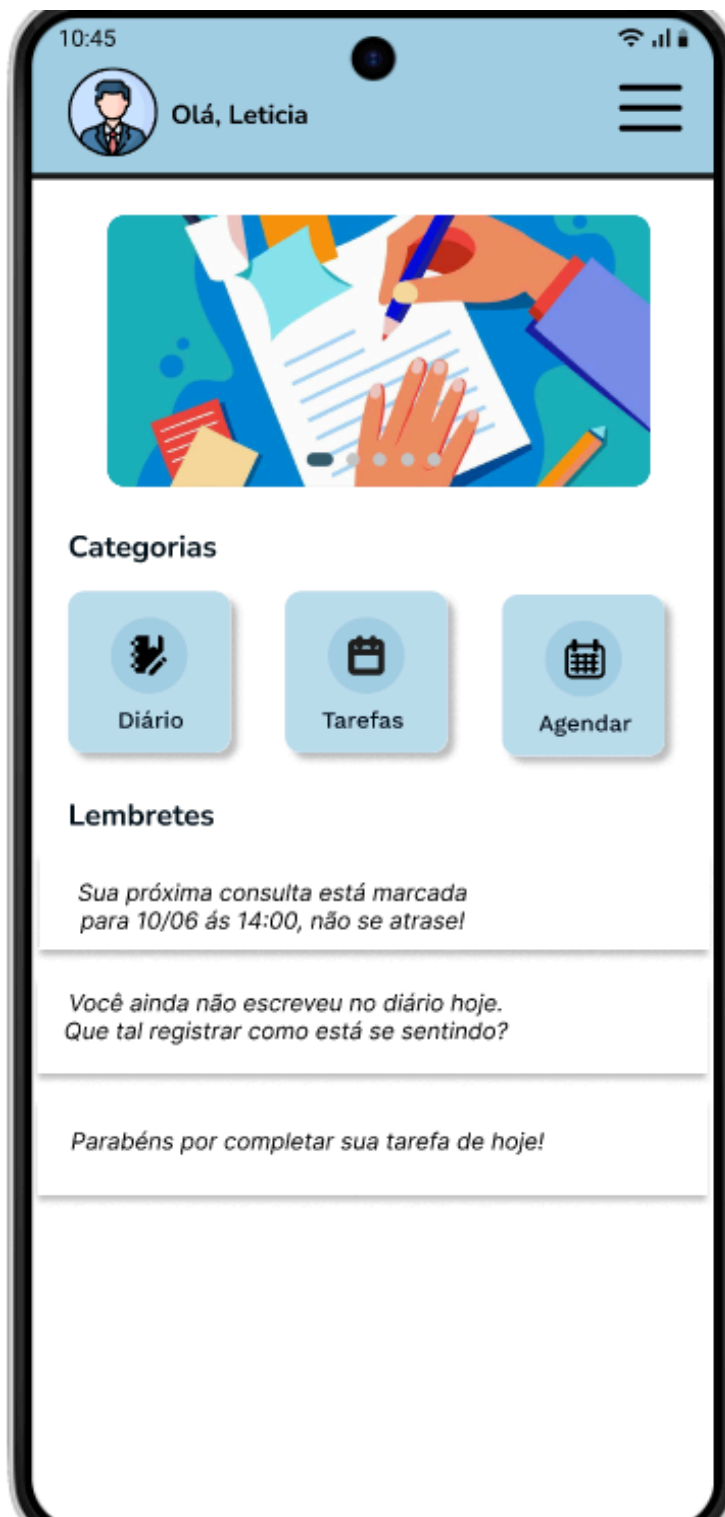 10:45
Olá, Leticia
Categorias
Diário
Tarefas
Agendar
Lembretes
Sua próxima consulta está marcada
para 10/06 ás 14:00, não se atrase!
Você ainda não escreveu no diário hoje.
Que tal registrar como está se sentindo?
Parabéns por completar sua tarefa de hoje!